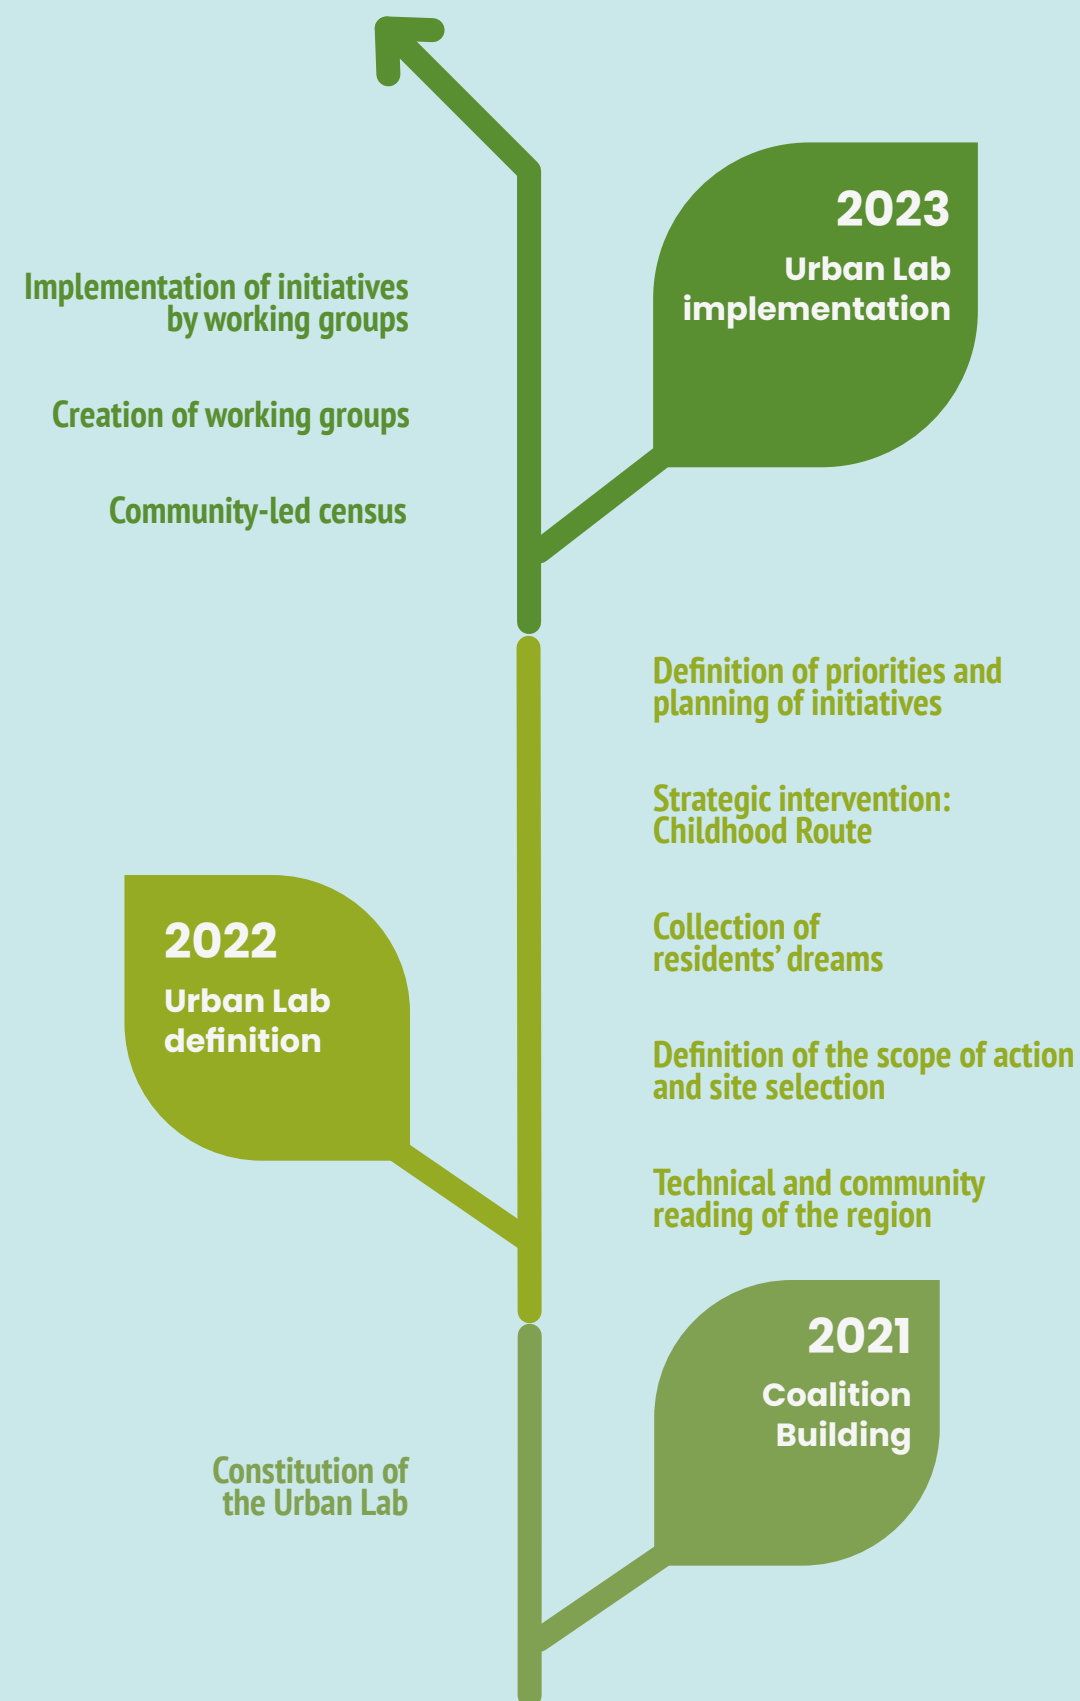 2023
Urban Lab
implementation
Implementation of initiatives
by working groups
Creation of working groups
Community-led census
Definition of priorities and
planning of initiatives
Strategic intervention:
Childhood Route
Collection of
residents’ dreams
Definition of the scope of action
and site selection
Technical and community
reading of the region
2022
Urban Lab
definition
2021
Coalition
Building
Constitution of
the Urban Lab